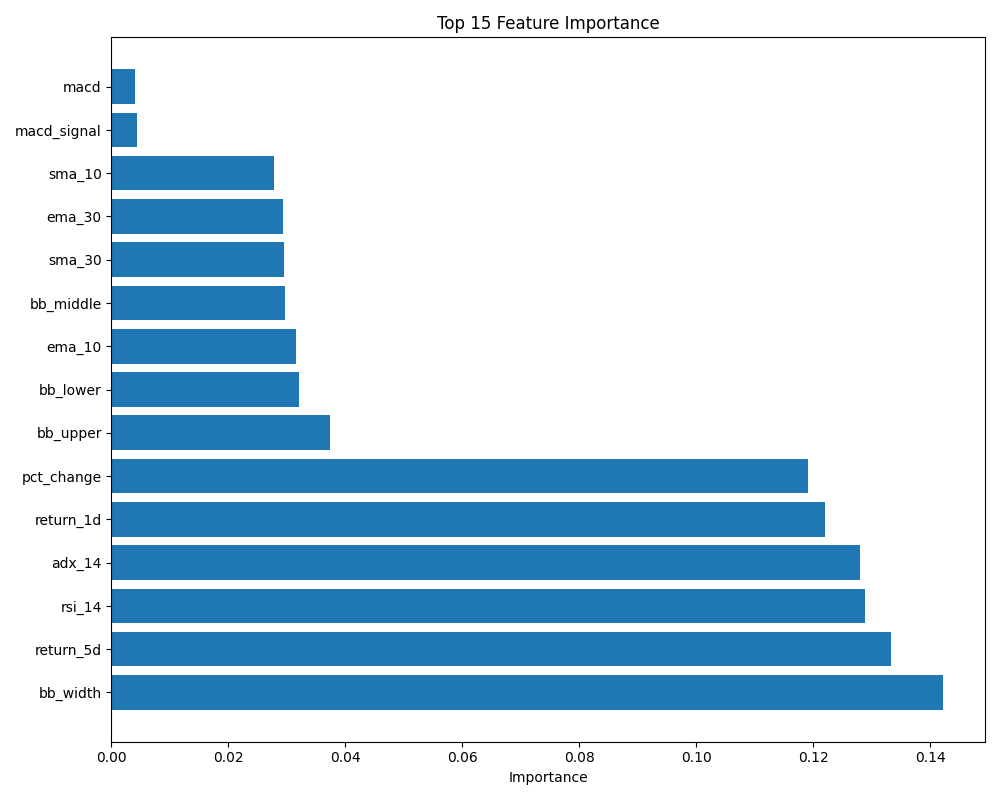 Top 15 Feature Importance
macd
macd_signal
sma_10
ema_30
sma_30
bb_middle
ema_10
bb_lower
bb_upper
pct_change
return_1d
adx_14
rsi_14
return_5d
bb_width
0.00 0.02 0.04 0.06 0.08 0.10 0.12 0.14
Importance